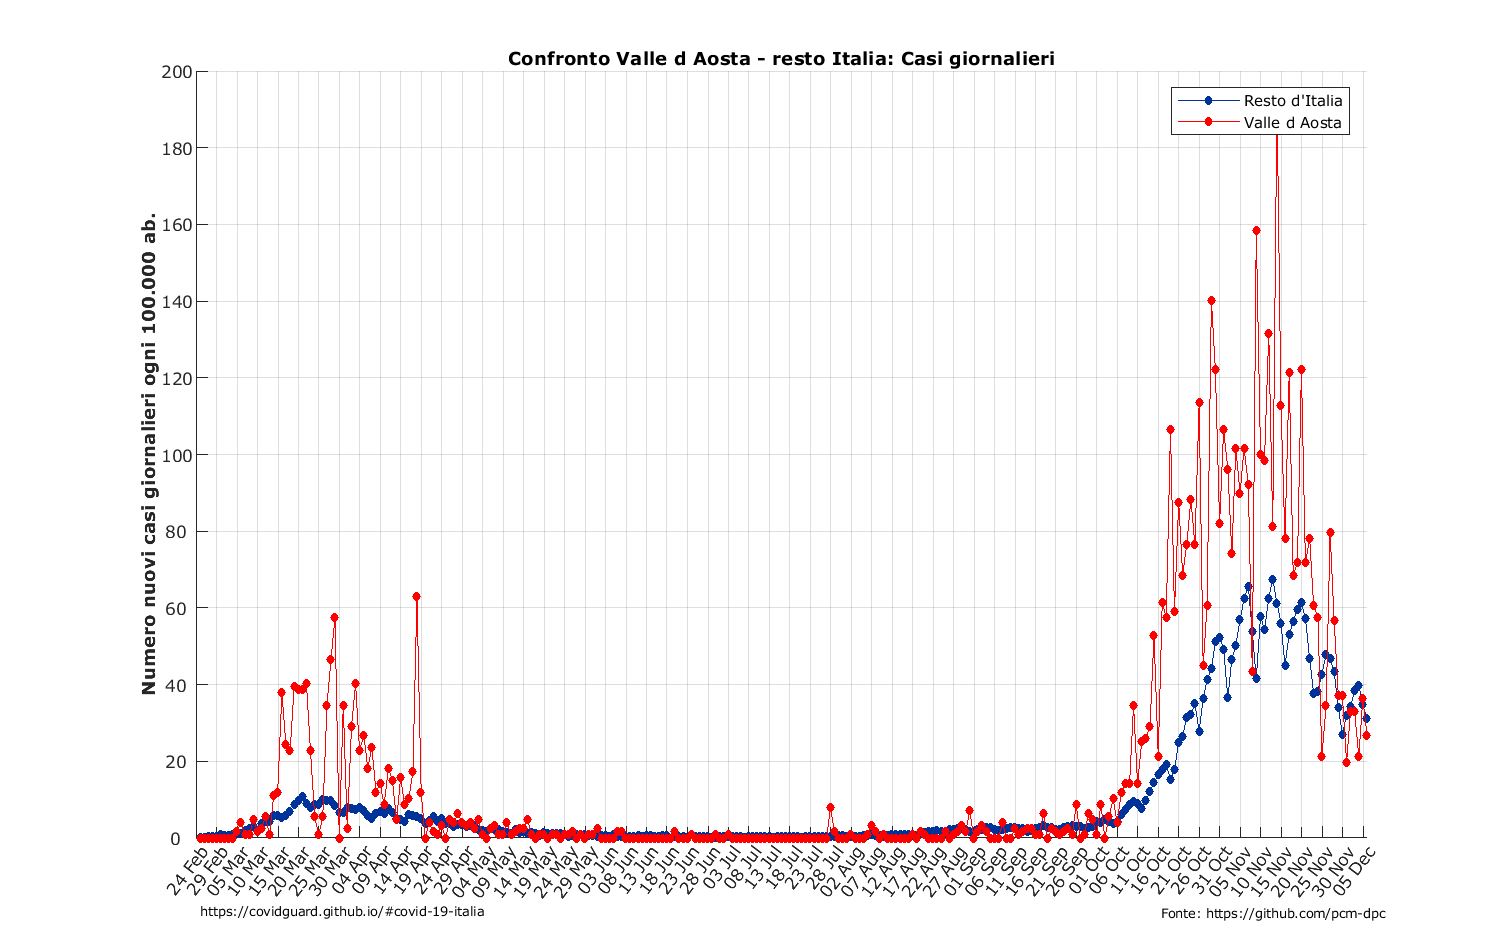 Confronto Valle d Aosta - resto Italia: Casi giornalieri
Resto d'Italia
Valle d Aosta
Numero nuovi casi giornalieri ogni 100.000 ab.
200
180
160
140
120
100
80
60
40
20
0
24 Feb
29 Feb
05 Mar
10 Mar
15 Mar
20 Mar
25 Mar
30 Mar
04 Apr
09 Apr
14 Apr
19 Apr
24 Apr
29 Apr
04 May
09 May
14 May
19 May
24 May
29 May
03 Jun
08 Jun
13 Jun
18 Jun
23 Jun
28 Jun
03 Jul
08 Jul
13 Jul
18 Jul
23 Jul
28 Jul
02 Aug
07 Aug
12 Aug
17 Aug
22 Aug
27 Aug
01 Sep
06 Sep
11 Sep
16 Sep
21 Sep
26 Sep
01 Oct
06 Oct
11 Oct
16 Oct
21 Oct
26 Oct
31 Oct
05 Nov
10 Nov
15 Nov
20 Nov
25 Nov
30 Nov
05 Dec
https://covidguard.github.io/#covid-19-italia
Fonte: https://github.com/pcm-dpc